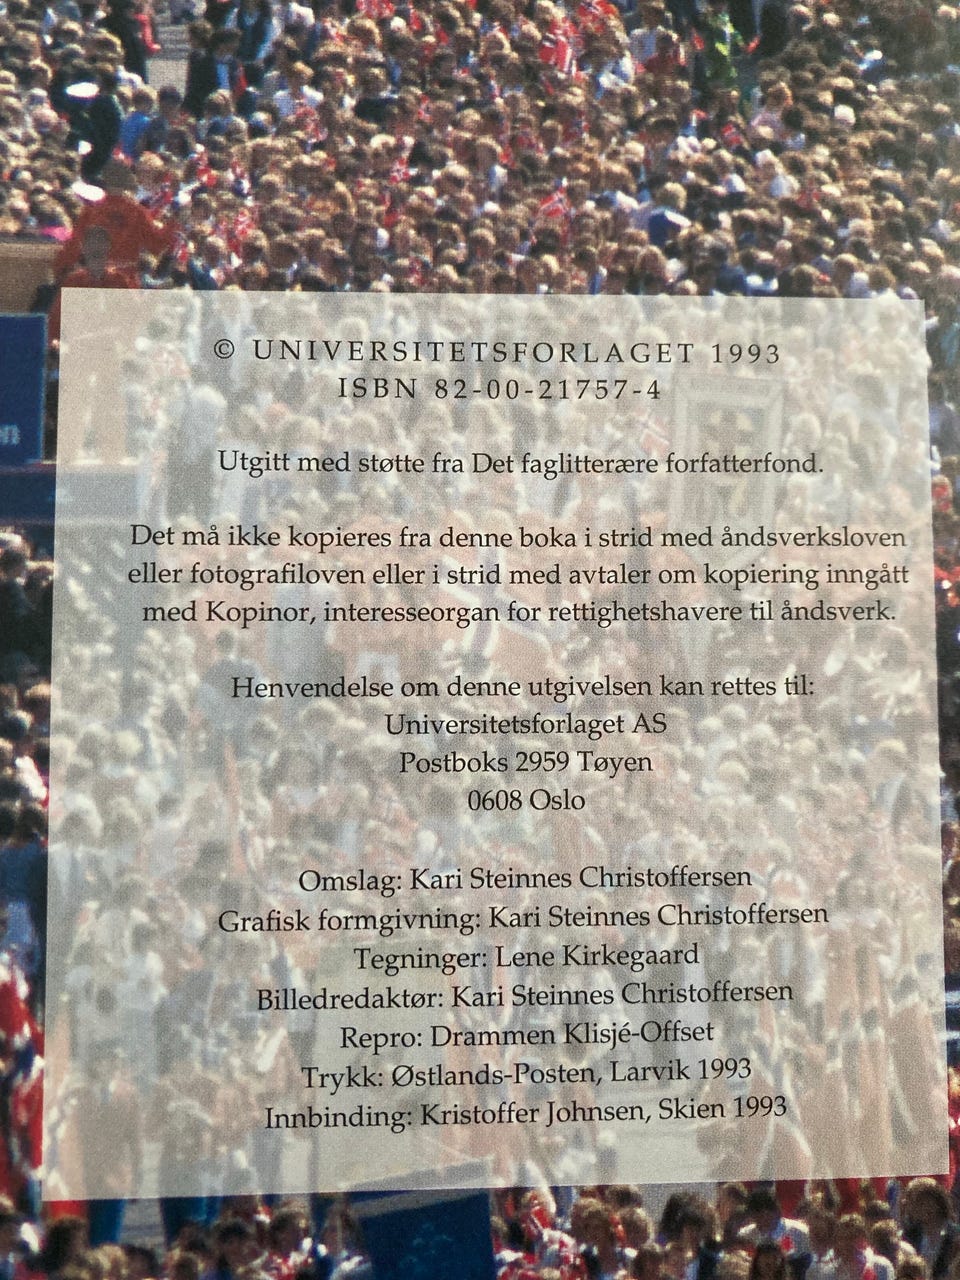 © UNIVERSITETSFORLAGET 1993
ISBN 82-00-21757-4
Utgitt med støtte fra Det faglitterære forfatterfond.
Det må ikke kopieres fra denne boka i strid med åndsverksloven
eller fotografiloven eller i strid med avtaler om kopiering inngått
med Kopinor, interesseorgan for rettighetshavere til åndsverk.
Henvendelse om denne utgivelsen kan rettes til:
Universitetsforlaget AS
Postboks 2959 Tøyen
0608 Oslo
Omslag: Kari Steinnes Christoffersen
Grafisk formgivning: Kari Steinnes Christoffersen
Tegninger: Lene Kirkegaard
Billedredaktør: Kari Steinnes Christoffersen
Repro: Drammen Klisjé-Offset
Trykk: Østlands-Posten, Larvik 1993
Innbinding: Kristoffer Johnsen, Skien 1993